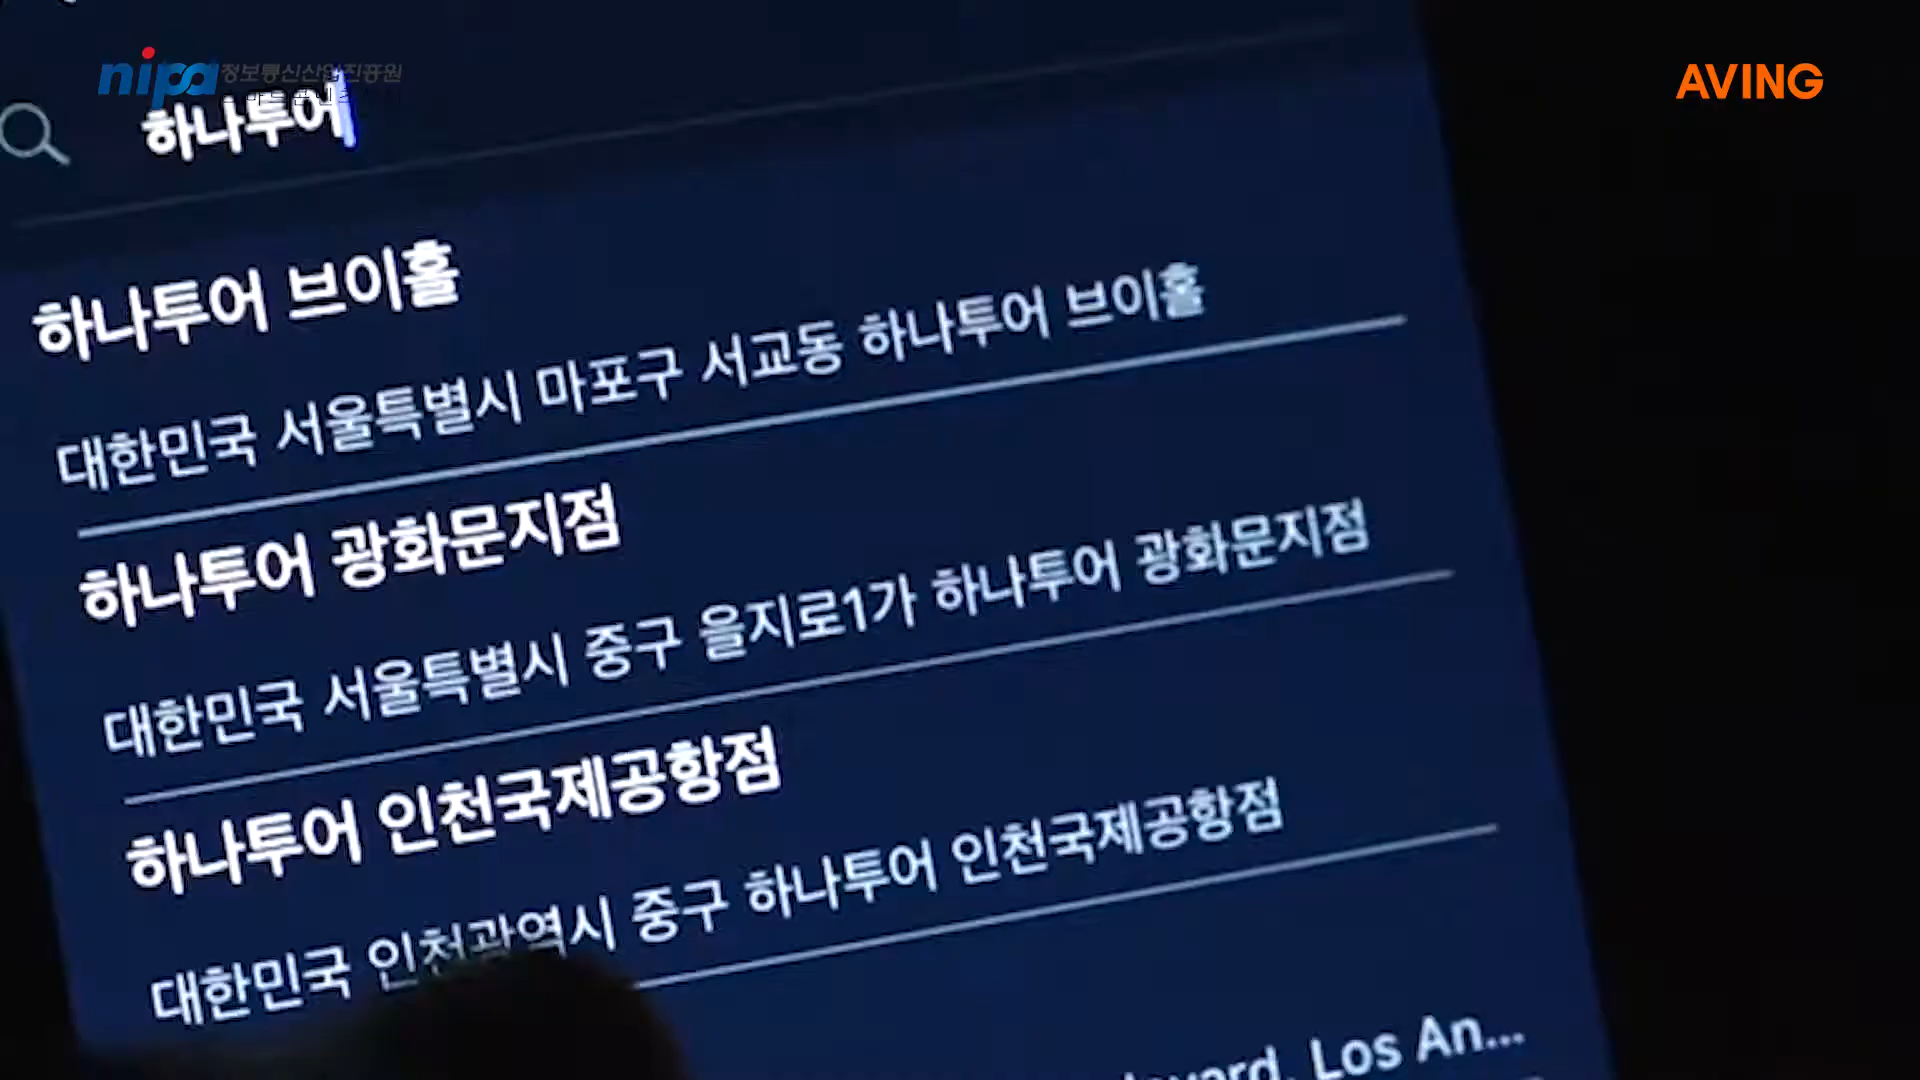 nipa 정보통신산업진흥원
AVING
하나투어
하나투어 브이홀
대한민국 서울특별시 마포구 서교동 하나투어 브이홀
하나투어 광화문지점
대한민국 서울특별시 중구 을지로1가 하나투어 광화문지점
하나투어 인천국제공항점
대한민국 인천광역시 중구 하나투어 인천국제공항점
Los An...